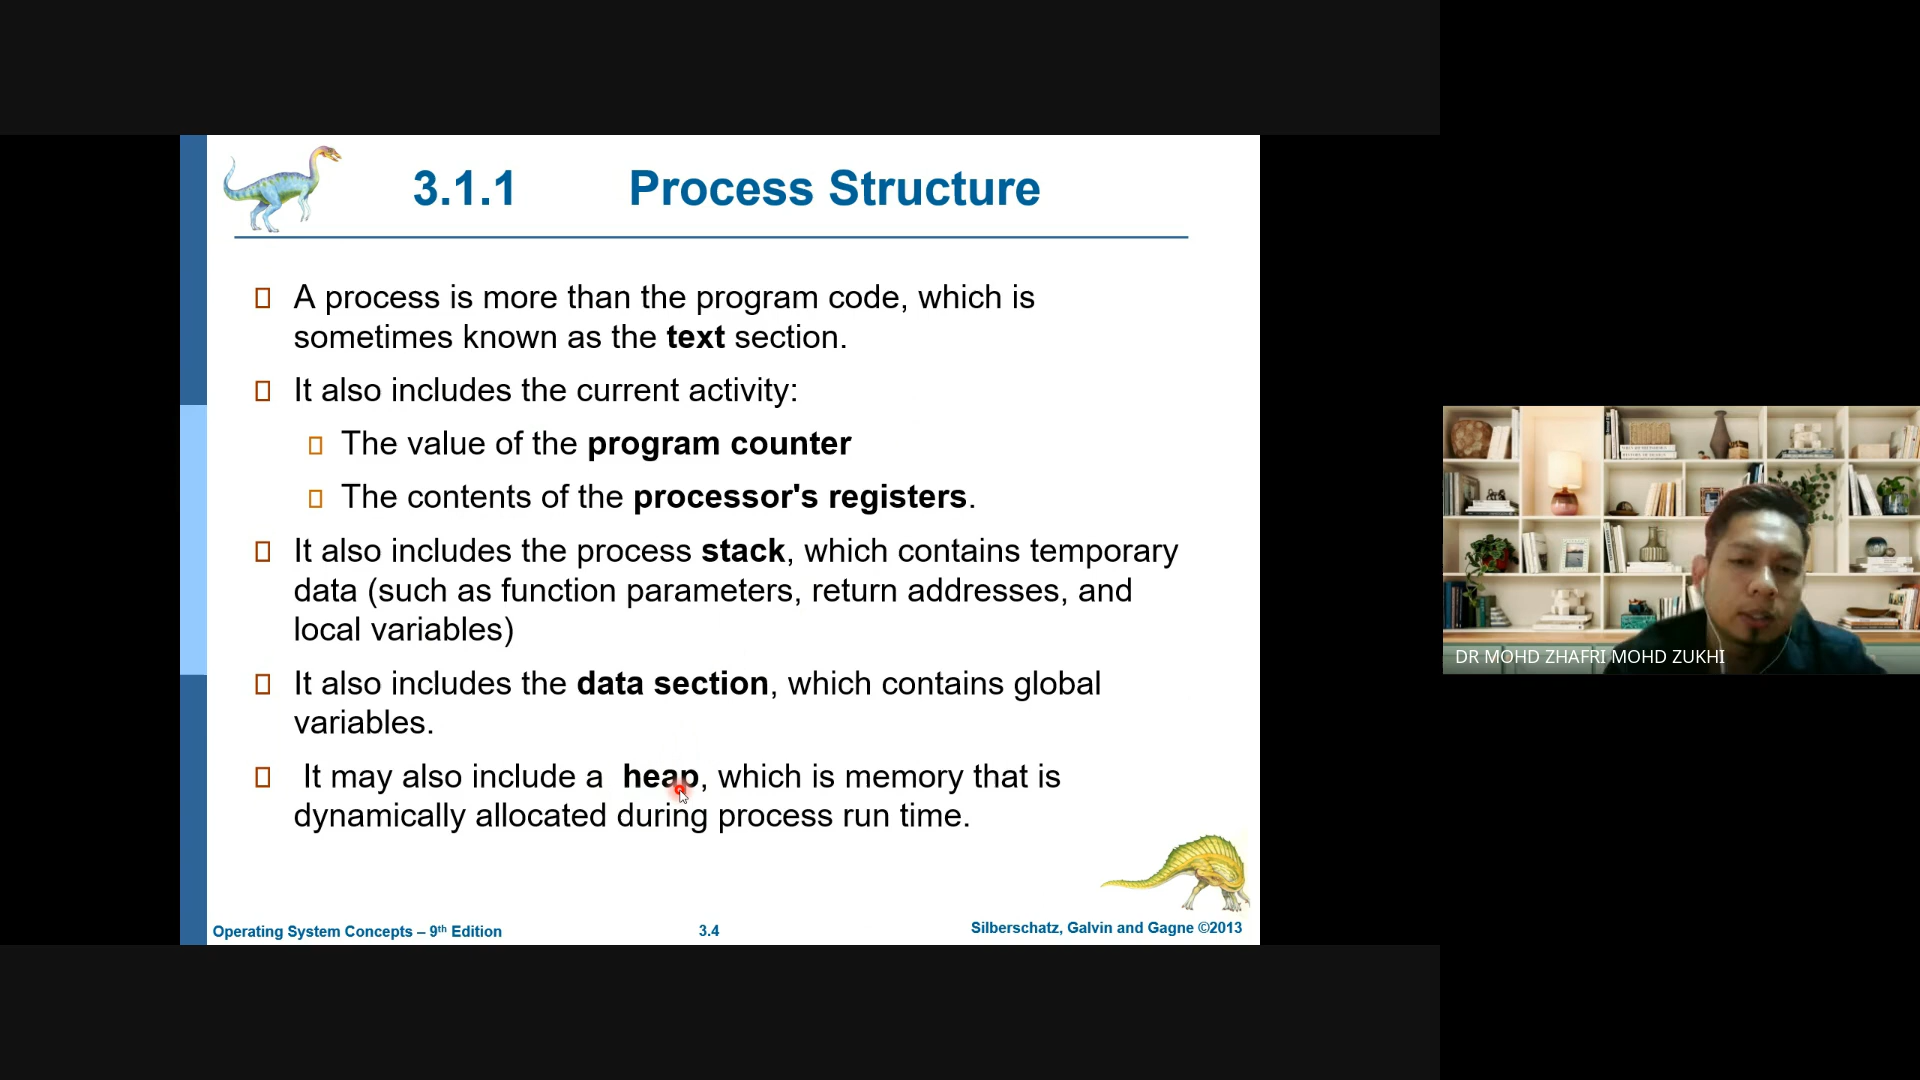 3.1.1 Process Structure
A process is more than the program code, which is
sometimes known as the text section.
It also includes the current activity:
The value of the program counter
The contents of the processor's registers.
It also includes the process stack, which contains temporary
data (such as function parameters, return addresses, and
local variables)
It also includes the data section, which contains global
variables.
It may also include a heap, which is memory that is
dynamically allocated during process run time.
Operating System Concepts – 9th Edition
3.4
Silberschatz, Galvin and Gagne ©2013
DR MOHD ZHAFRI MOHD ZUKHI